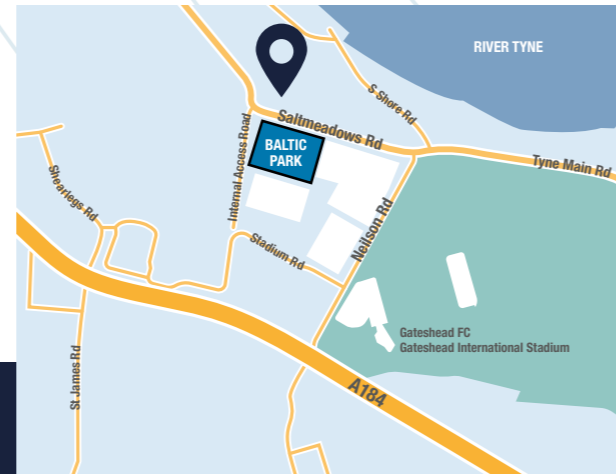 RIVER TYNE
S Shore Rd
Saltmeadows Rd
BALTIC
PARK
Tyne Main Rd
Internal Access Road
Shearlegs Rd
Neilson Rd
Stadium Rd
Gateshead FC
Gateshead International Stadium
St James Rd
A184